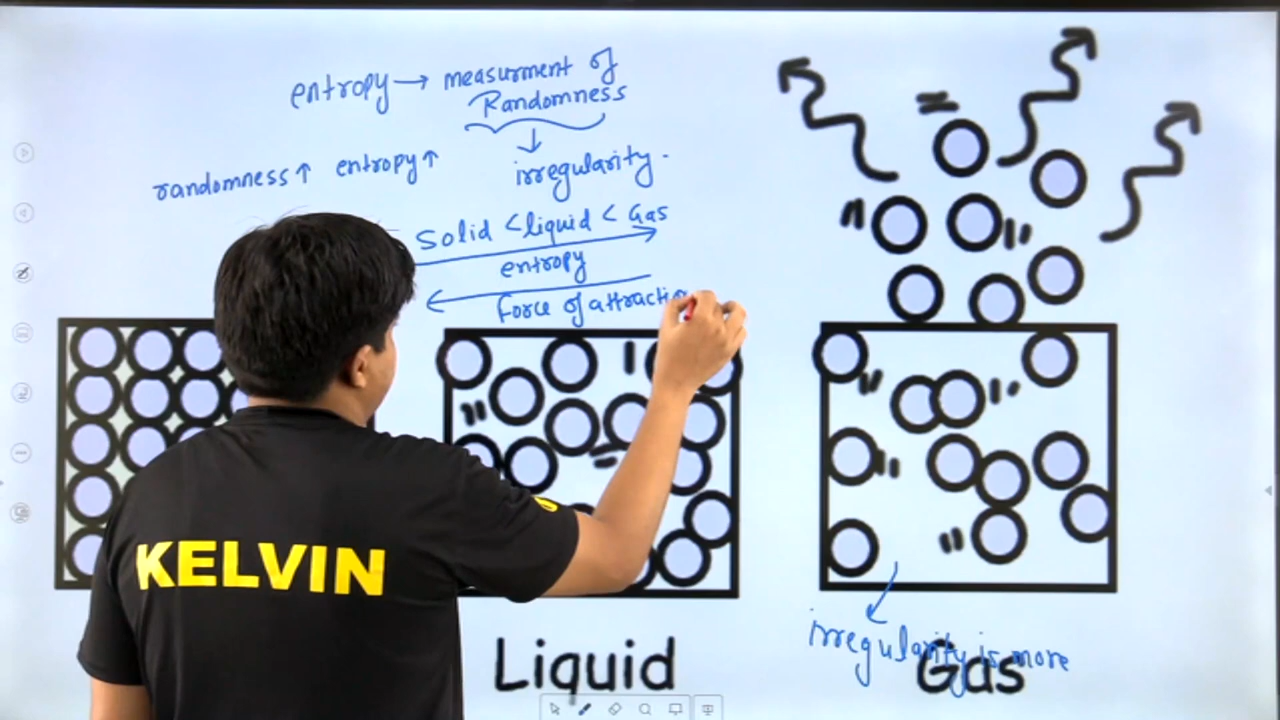 entropy → measurment of
Randomness
↓
randomness ↑ entropy ↑
irregularity.
Solid < liquid < Gas
entropy
force of attraction
KELVIN
irregularity is more
Liquid
Gas